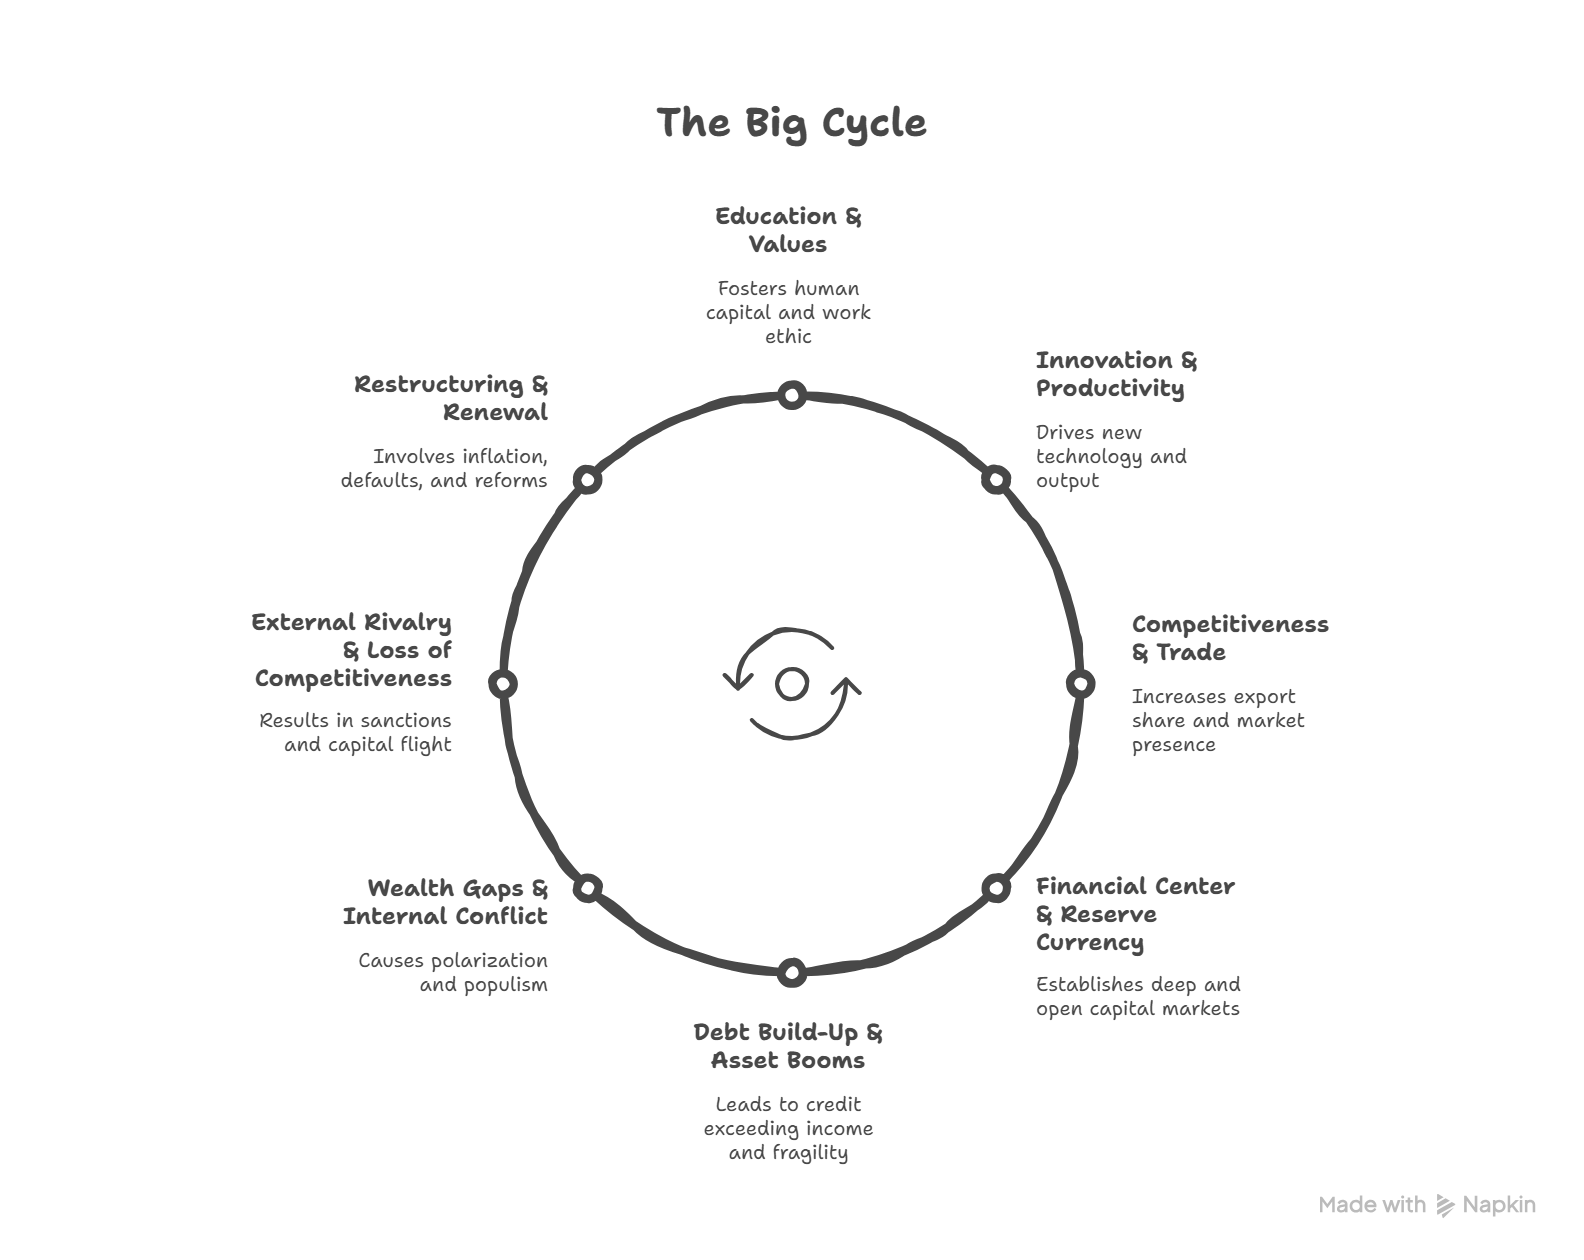 The Big Cycle
Education &
Values
Fosters human
capital and work
ethic
Innovation &
Productivity
Drives new
technology and
output
Competitiveness
& Trade
Increases export
share and market
presence
Financial Center
& Reserve
Currency
Establishes deep and
open capital markets
Debt Build-Up &
Asset Booms
Leads to credit
exceeding income
and fragility
Wealth Gaps &
Internal Conflict
Causes polarization
and populism
External Rivalry
& Loss of
Competitiveness
Results in sanctions
and capital flight
Restructuring &
Renewal
Involves inflation,
defaults, and reforms
Made with Napkin